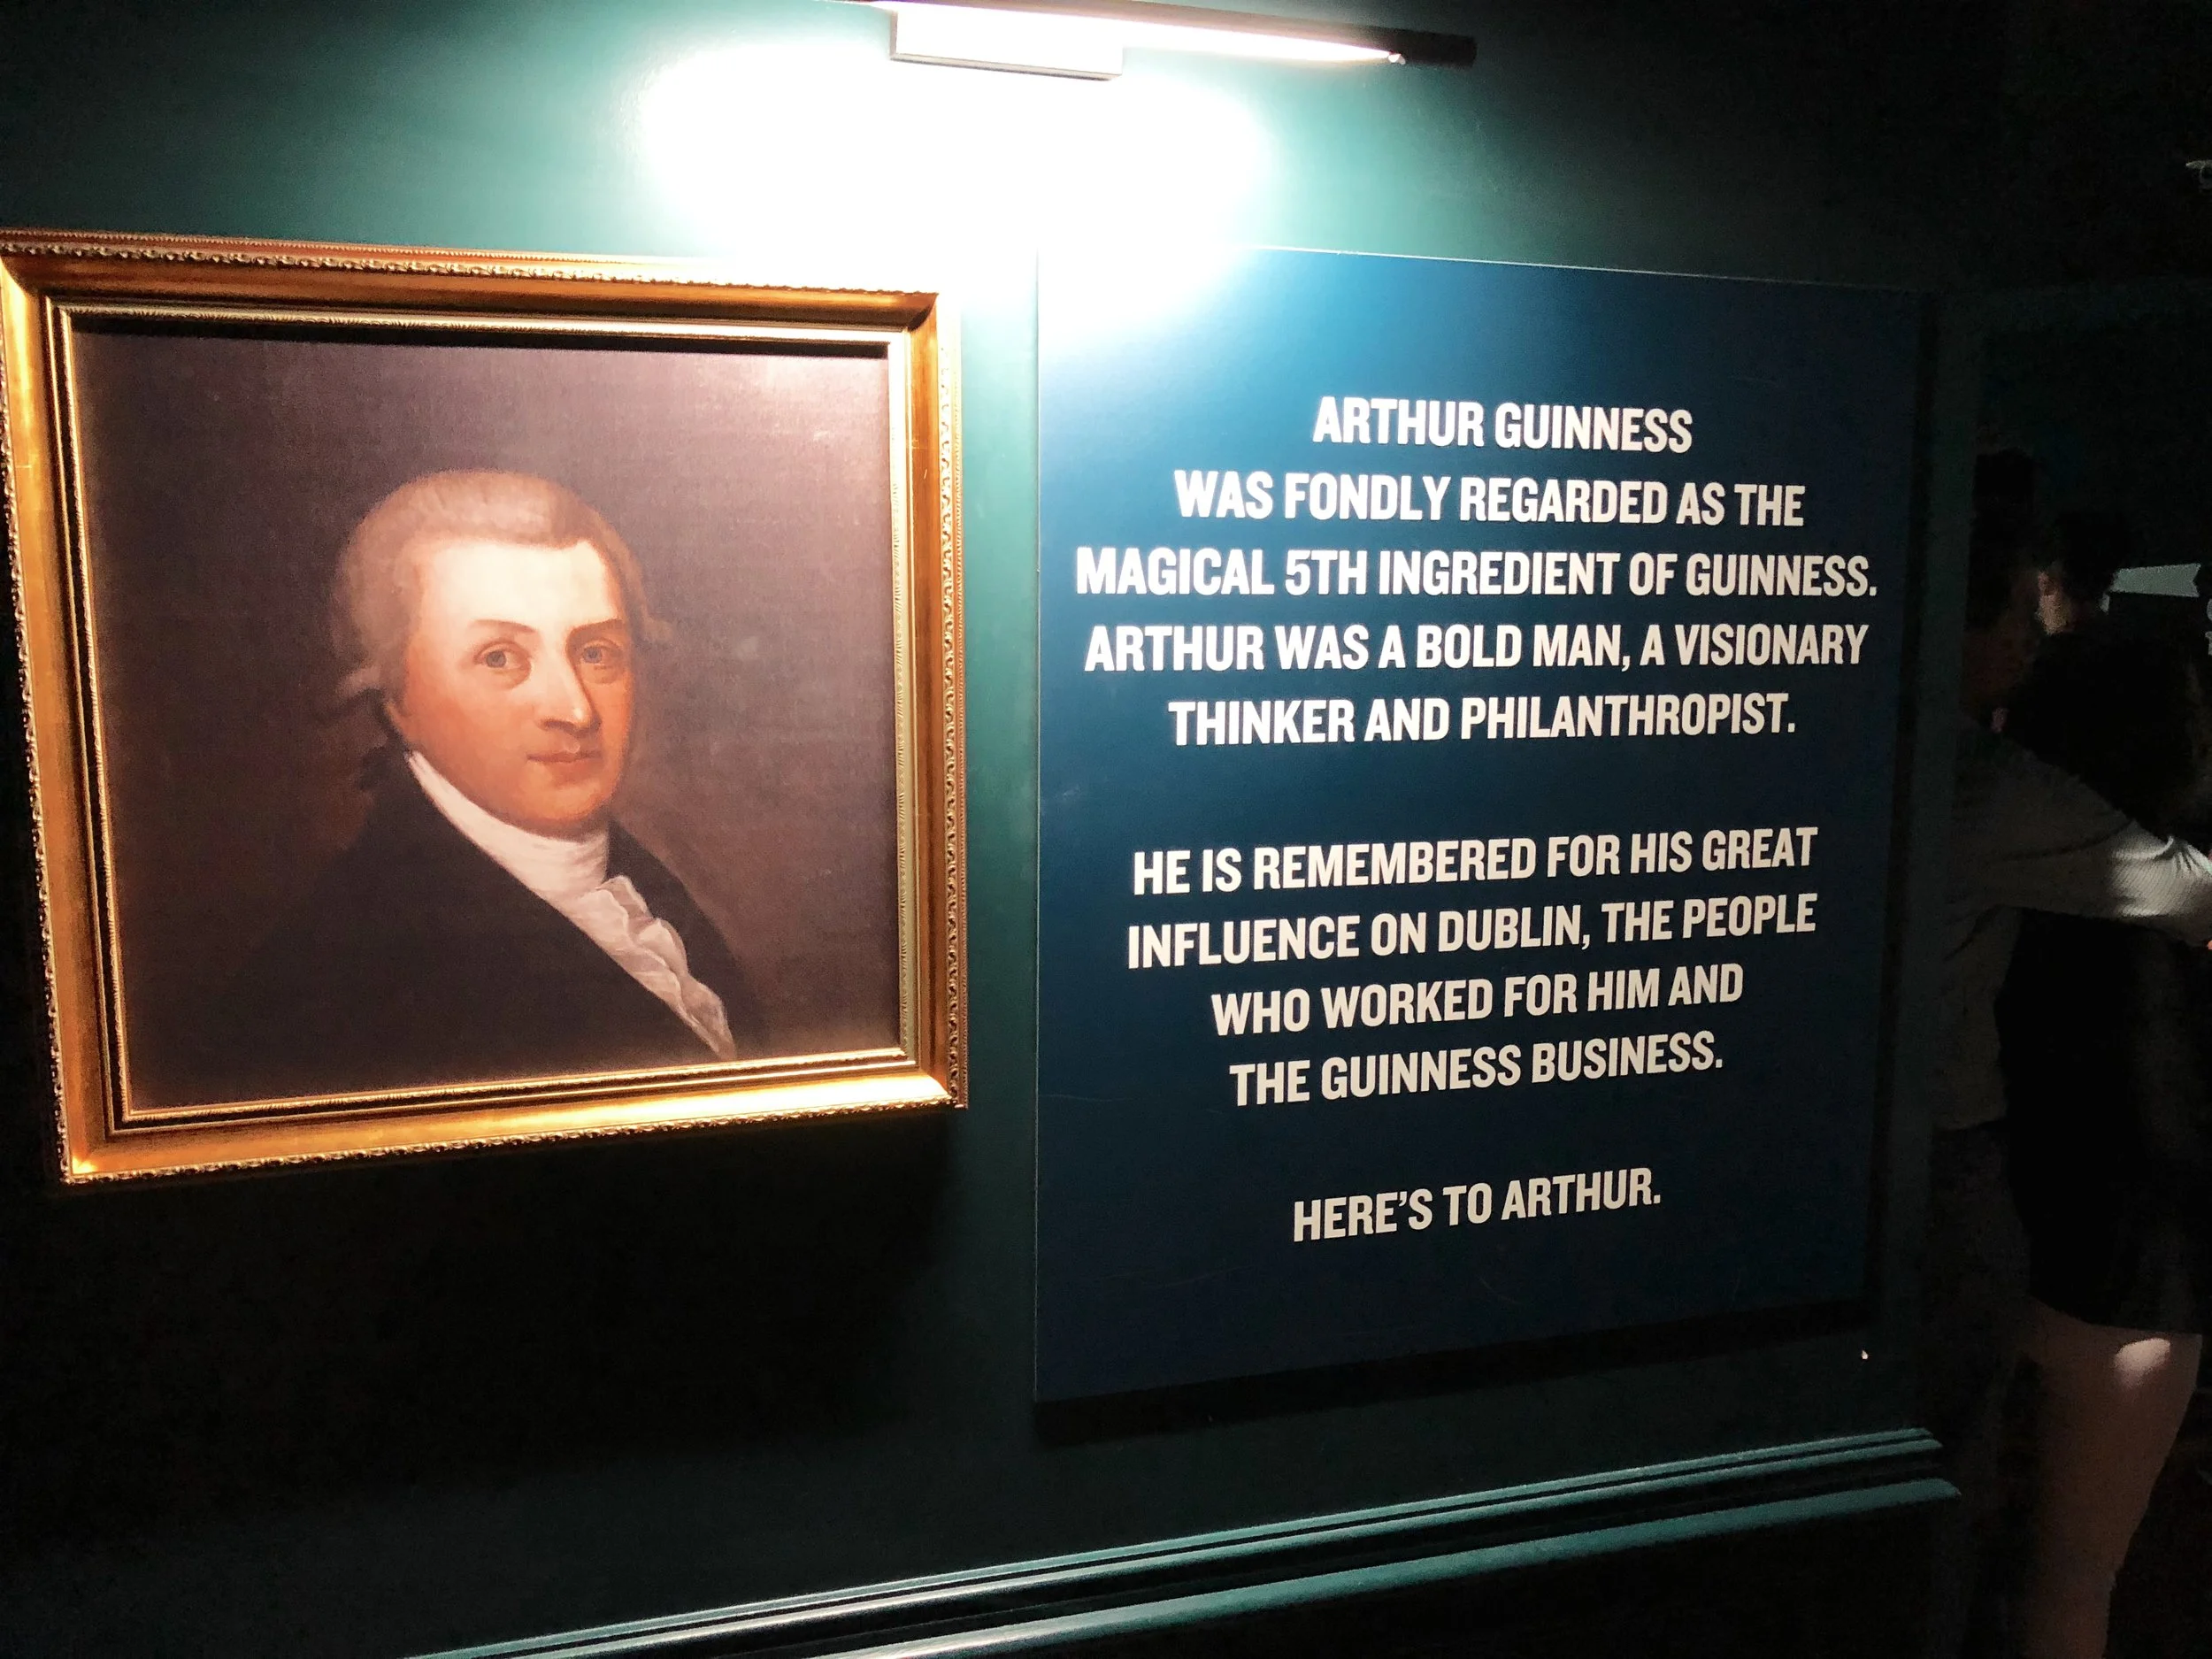 ARTHUR GUINNESS
WAS FONDLY REGARDED AS THE
MAGICAL 5TH INGREDIENT OF GUINNESS.
ARTHUR WAS A BOLD MAN, A VISIONARY
THINKER AND PHILANTHROPIST.
HE IS REMEMBERED FOR HIS GREAT
INFLUENCE ON DUBLIN, THE PEOPLE
WHO WORKED FOR HIM AND
THE GUINNESS BUSINESS.
HERE'S TO ARTHUR.